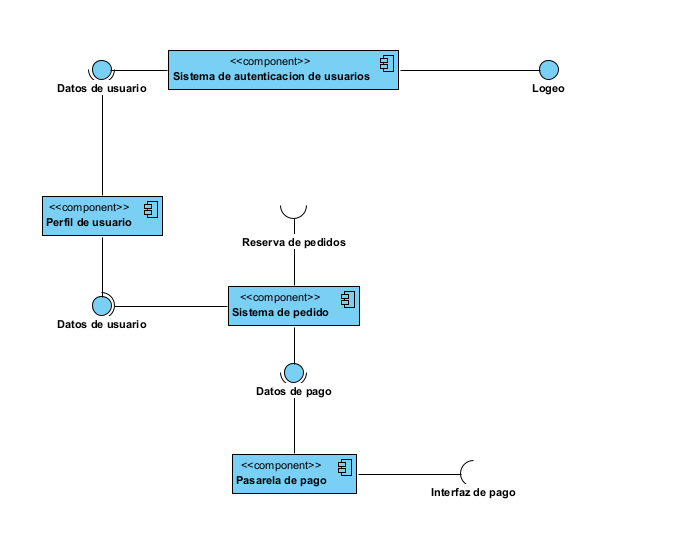 <<component>>
Sistema de autenticacion de usuarios
Datos de usuario
Logeo
<<component>>
Perfil de usuario
Reserva de pedidos
<<component>>
Sistema de pedido
Datos de usuario
Datos de pago
<<component>>
Pasarela de pago
Interfaz de pago